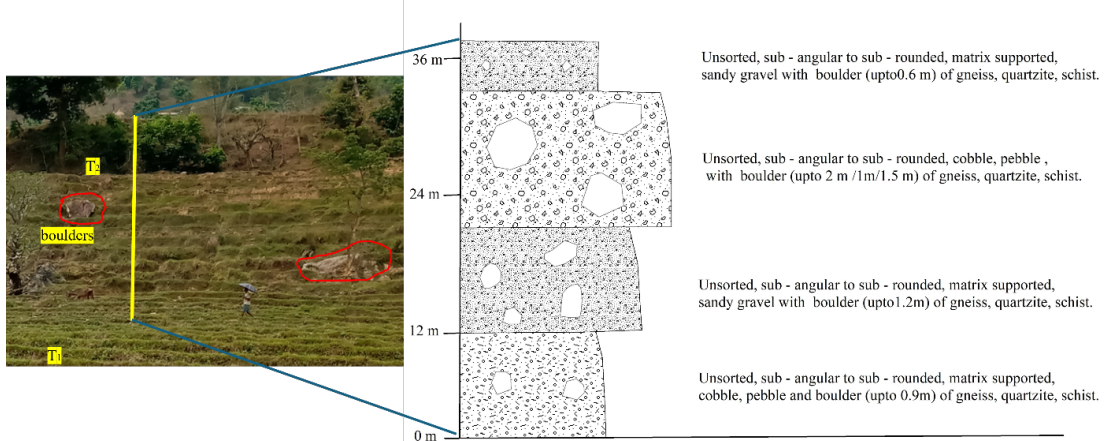 T2
boulders
T1
36 m
24 m
12 m
0 m
Unsorted, sub - angular to sub - rounded, matrix supported,
sandy gravel with boulder (upto0.6 m) of gneiss, quartzite, schist.
Unsorted, sub - angular to sub - rounded, cobble, pebble ,
with boulder (upto 2 m /1m/1.5 m) of gneiss, quartzite, schist.
Unsorted, sub - angular to sub - rounded, matrix supported,
sandy gravel with boulder (upto1.2m) of gneiss, quartzite, schist.
Unsorted, sub - angular to sub - rounded, matrix supported,
cobble, pebble and boulder (upto 0.9m) of gneiss, quartzite, schist.